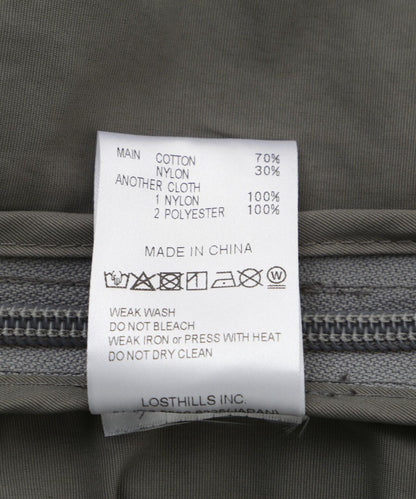 MAIN COTTON 70%
NYLON 30%
ANOTHER CLOTH
1 NYLON 100%
2 POLYESTER 100%
MADE IN CHINA
W
WEAK WASH
DO NOT BLEACH
WEAK IRON or PRESS WITH HEAT
DO NOT DRY CLEAN
LOSTHILLS INC.